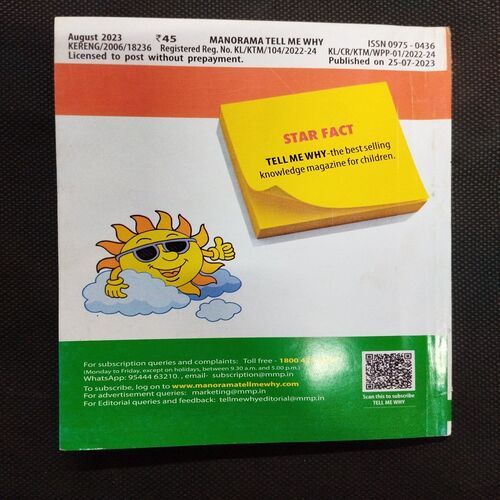 August 2023 ₹45 MANORAMA TELL ME WHY ISSN 0975 - 0436
KERENG/2006/18236 Registered Reg. No. KL/KTM/104/2022-24 KL/CR/KTM/WPP-01/2022-24
Licensed to post without prepayment. Published on 25-07-2023
STAR FACT
TELL ME WHY-the best selling
knowledge magazine for children.
For subscription queries and complaints: Toll free - 1800
(Monday to Friday, except on holidays, between 9.30 a.m. and 5.00 p.m.)
WhatsApp: 95444 63210. , email- subscription@mmp.in
To subscribe, log on to www.manoramatellmewhy.com
For advertisement queries: marketing@mmp.in
For Editorial queries and feedback: tellmewhyeditorial@mmp.in
Scan this to subscribe
TELL ME WHY